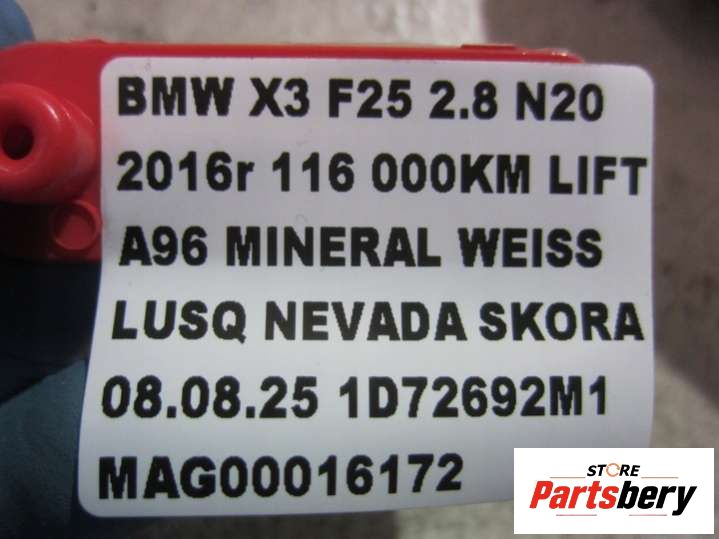 BMW X3 F25 2.8 N20
2016r 116 000KM LIFT
A96 MINERAL WEISS
LUSQ NEVADA SKORA
08.08.25 1D72692M1
MAG00016172
STORE
Partsbery